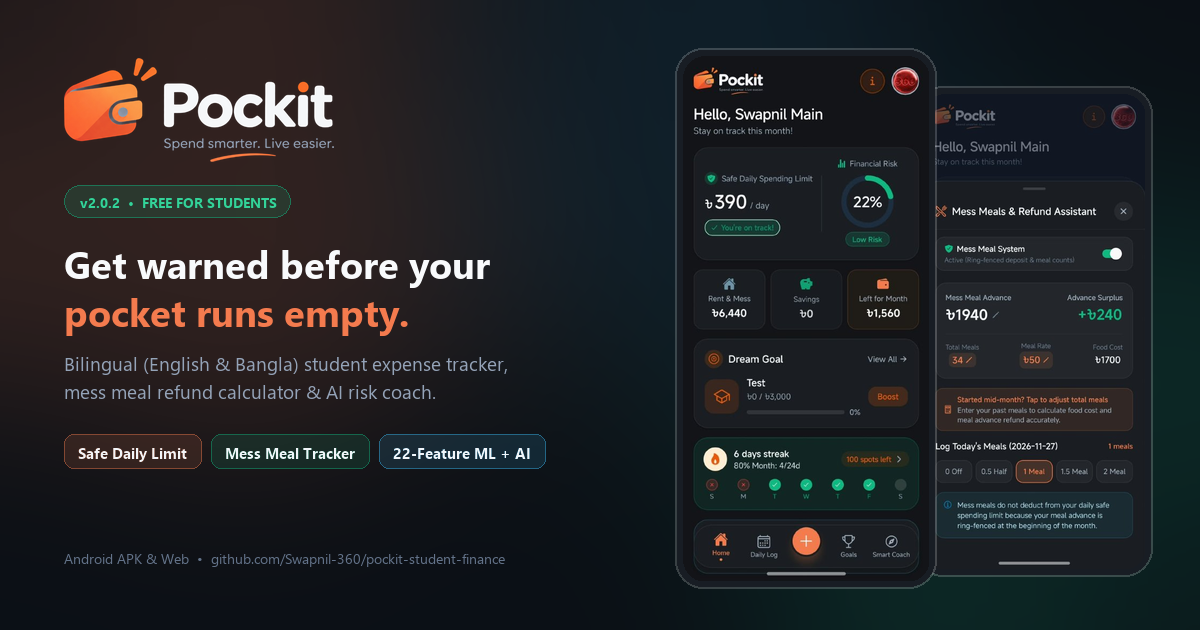 Pockit
Spend smarter. Live easier.
v2.0.2 • FREE FOR STUDENTS
Get warned before your
pocket runs empty.
Bilingual (English & Bangla) student expense tracker,
mess meal refund calculator & AI risk coach.
Safe Daily Limit
Mess Meal Tracker
22-Feature ML + AI
Android APK & Web • github.com/Swapnil-360/pockit-student-finance
Pockit
Spend smarter. Live easier.
i
Hello, Swapnil Main
Stay on track this month!
Safe Daily Spending Limit
৳390 / day
✓ You're on track!
Financial Risk
22%
Low Risk
Rent & Mess
৳6,440
Savings
৳0
Left for Month
৳1,560
Dream Goal
View All →
Test
৳0 / ৳3,000
Boost
0%
6 days streak
80% Month: 4/24d
100 spots left >
S M T W T F S
Home
Daily Log
+
Goals
Smart Coach
Pockit
i
Hello, Swapnil Main
Stay on track this month!
Mess Meals & Refund Assistant
Mess Meal System
Active (Ring-fenced deposit & meal counts)
Mess Meal Advance
৳1940
Advance Surplus
+৳240
Total Meals
34
Meal Rate
৳50
Food Cost
৳1700
Started mid-month? Tap to adjust total meals
Enter your past meals to calculate food cost and
meal advance refund accurately.
Log Today's Meals (2026-11-27)
1 meals
0 Off
0.5 Half
1 Meal
1.5 Meal
2 Meal
Mess meals do not deduct from your daily safe
spending limit because your meal advance is
ring-fenced at the beginning of the month.